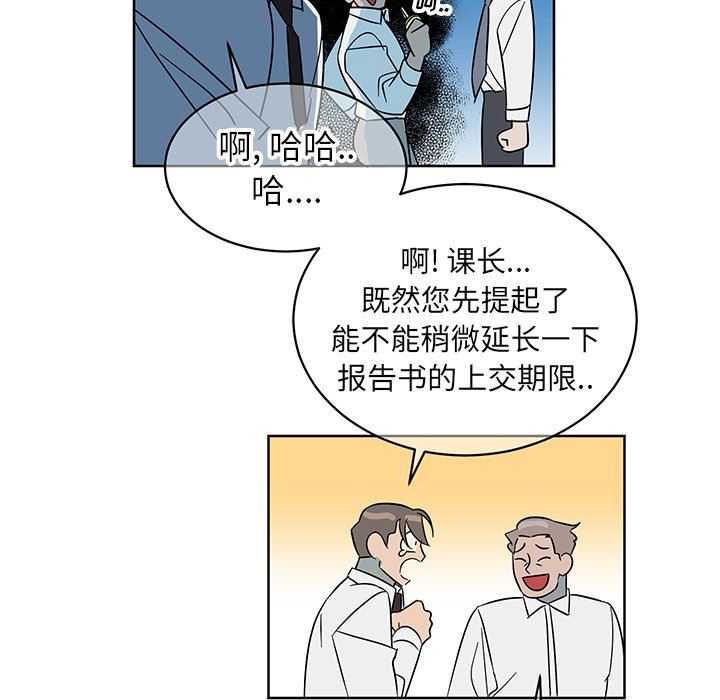 啊, 哈哈..
哈....
啊! 课长...
既然您先提起了
能不能稍微延长一下
报告书的上交期限..